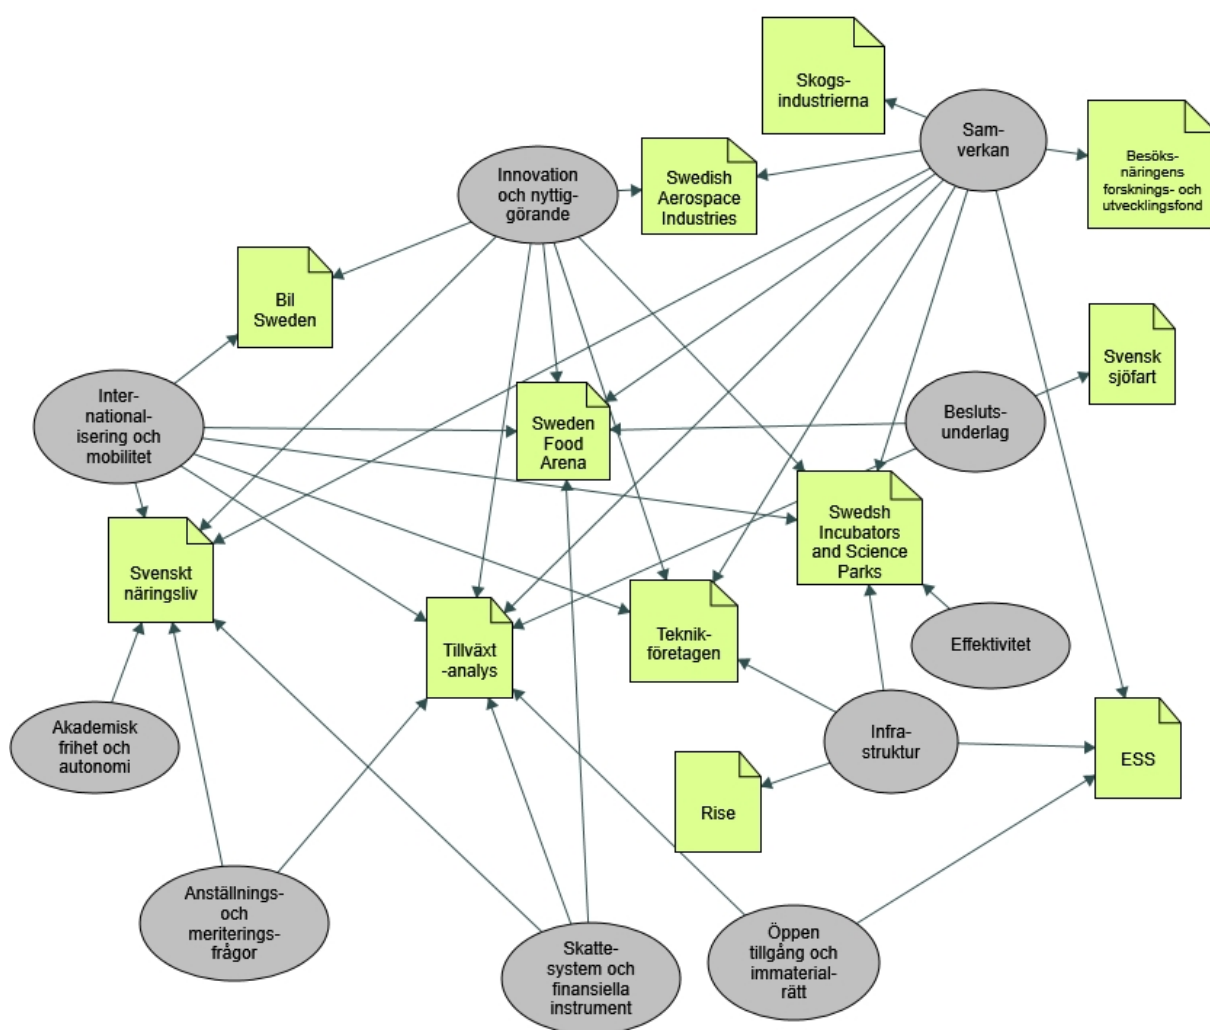 Skogs-
industrierna
Sam-
verkan
Besöks-
näringens
forsknings- och
utvecklingsfond
Innovation
och nyttig-
görande
Swedish
Aerospace
Industries
Bil
Sweden
Svensk
sjöfart
Inter-
national-
isering och
mobilitet
Sweden
Food
Arena
Besluts-
underlag
Swedsh
Incubators
and Science
Parks
Svenskt
näringsliv
Tillväxt
-analys
Teknik-
företagen
Effektivitet
Akademisk
frihet och
autonomi
Infra-
struktur
ESS
Rise
Anställnings-
och
meriterings-
frågor
Skatte-
system och
finansiella
instrument
Öppen
tillgång och
immaterial-
rätt